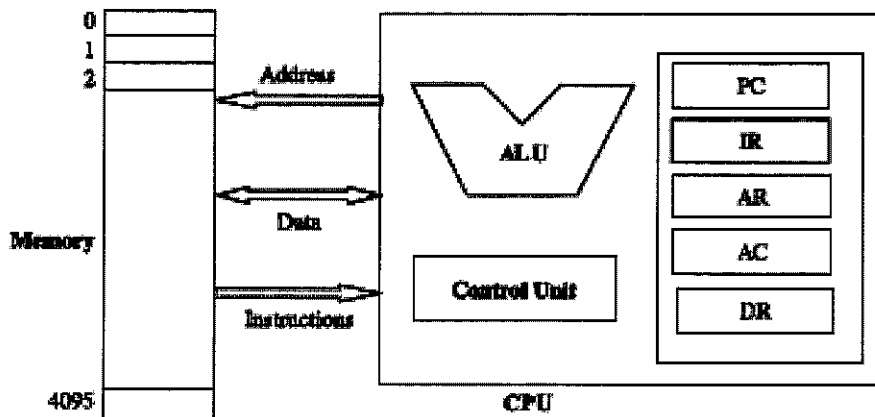 0
1
2
Address
ALU
PC
IR
AR
AC
DR
Memory
Data
Control Unit
Instructions
4095
CPU